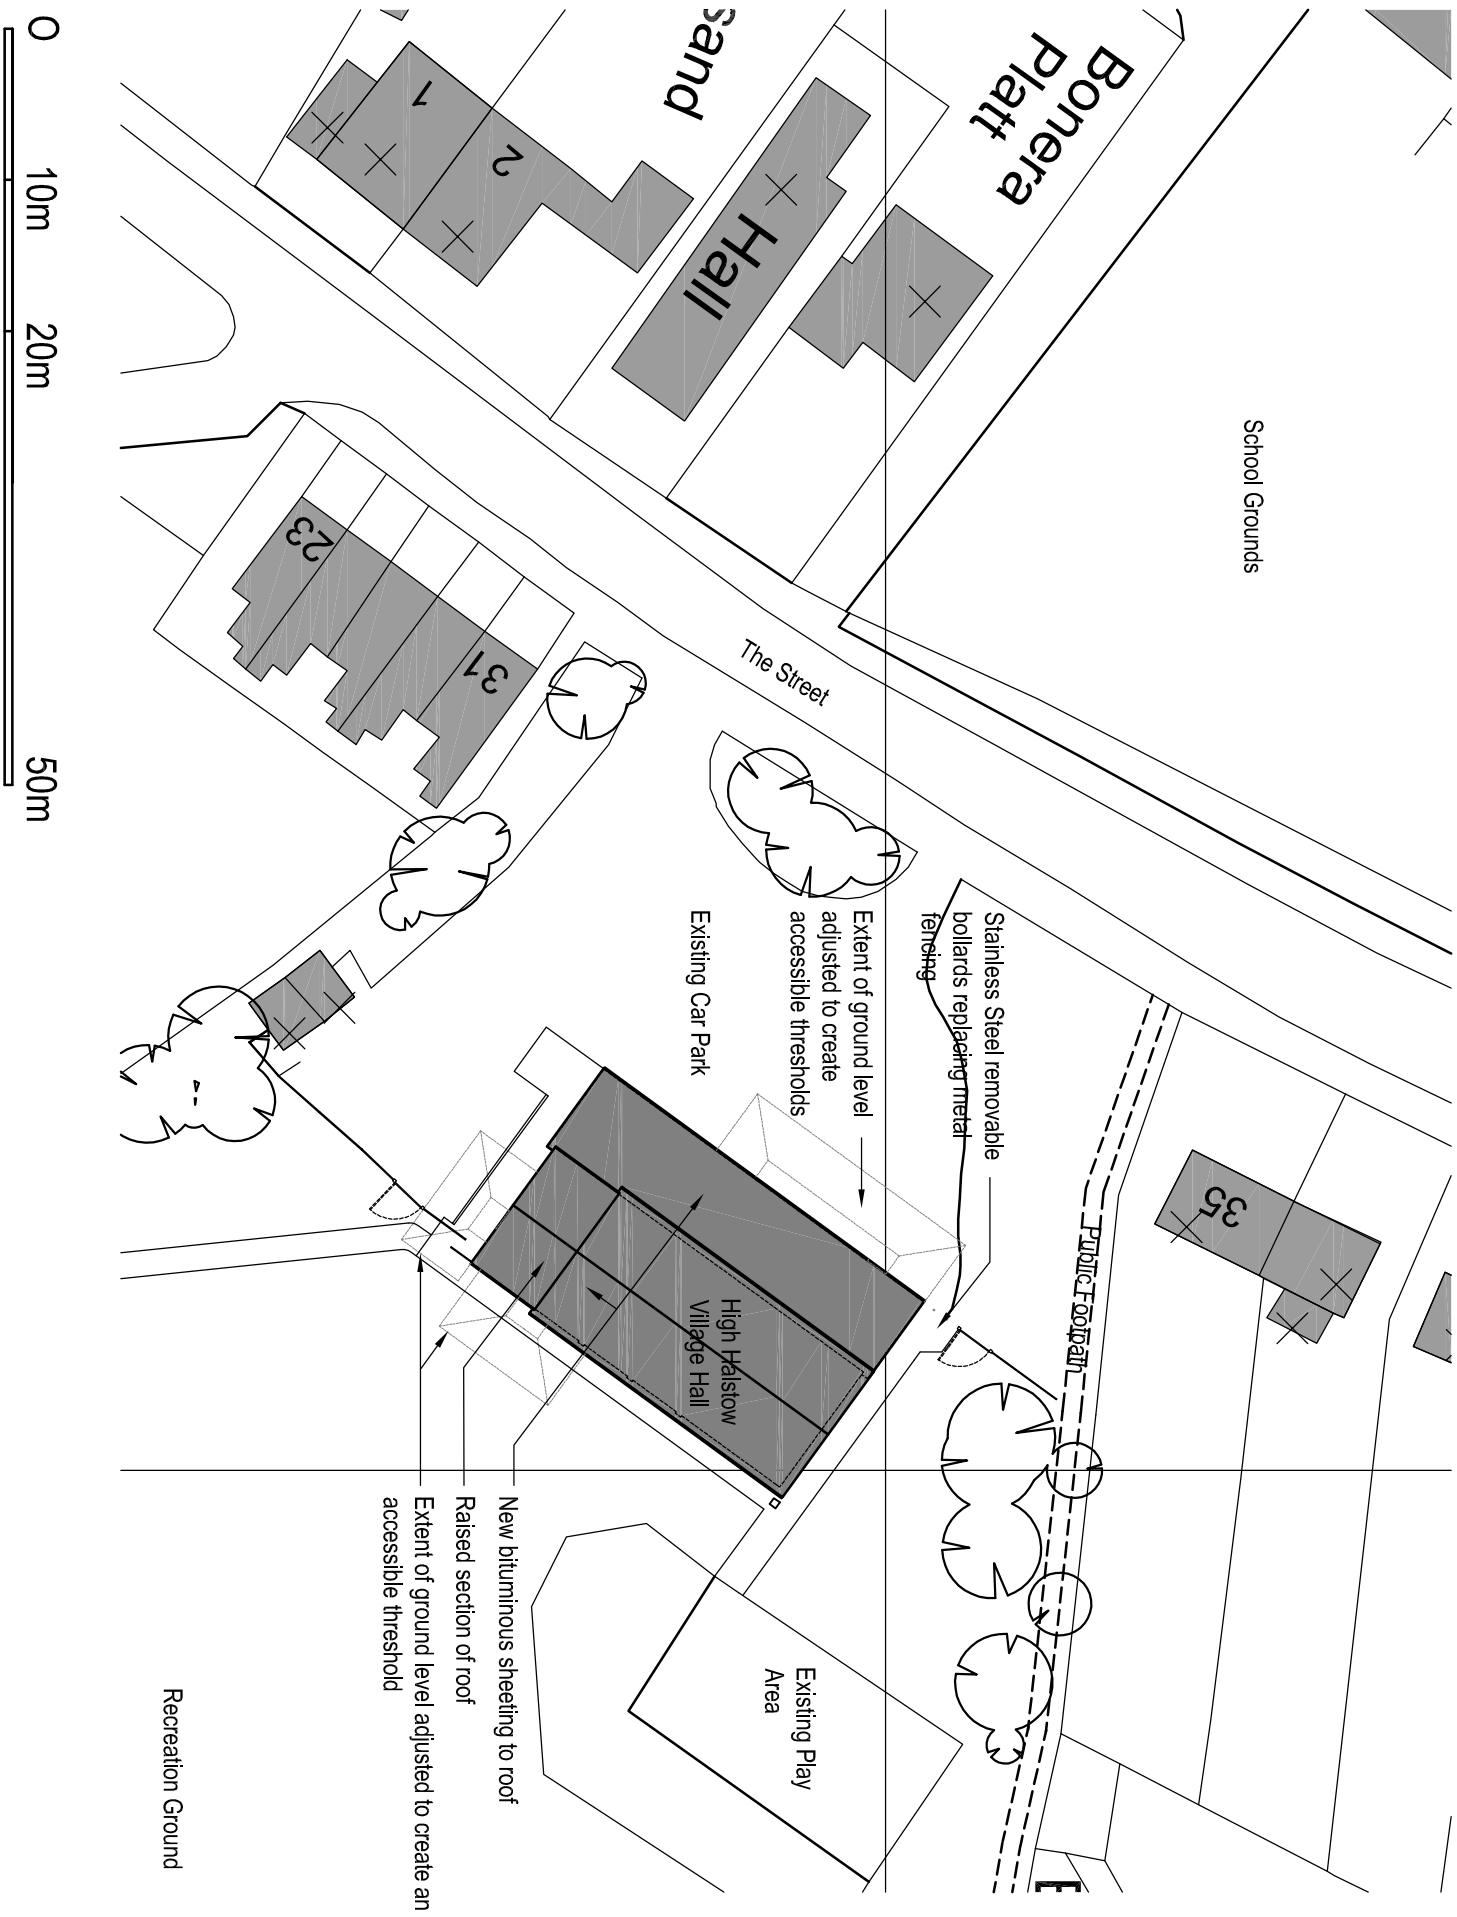 0
10m
20m
50m
sand
Bonera
Platt
School Grounds
1
2
Hall
The Street
23
31
35
Public Footpath
Stainless Steel removable
bollards replacing metal
fencing
Extent of ground level
adjusted to create
accessible thresholds
Existing Car Park
High Halstow
Village Hall
Existing Play
Area
New bituminous sheeting to roof
Raised section of roof
Extent of ground level adjusted to create an
accessible threshold
Recreation Ground
E